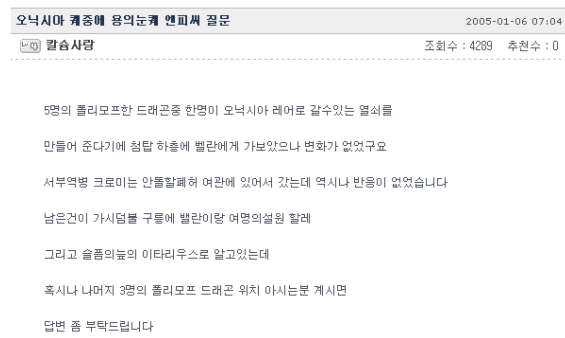 오닉시아 퀘중에 용의눈퀘 앤피씨 질문
2005-01-06 07:04
칼슘사랑
조회수 : 4289 추천수 : 0
5명의 폴리모프한 드래곤중 한명이 오닉시아 레어로 갈수있는 열쇠를
만들어 준다기에 첨탑 하층에 벨란에게 가보았으나 변화가 없었구요
서부역병 크로미는 안돌할폐허 여관에 있어서 갔는데 역시나 반응이 없었습니다
남은건이 가시덤불 구릉에 밸란이랑 여명의설원 할레
그리고 슬픔의늪의 이타리우스로 알고있는데
혹시나 나머지 3명의 폴리모프 드래곤 위치 아시는분 계시면
답변 좀 부탁드립니다